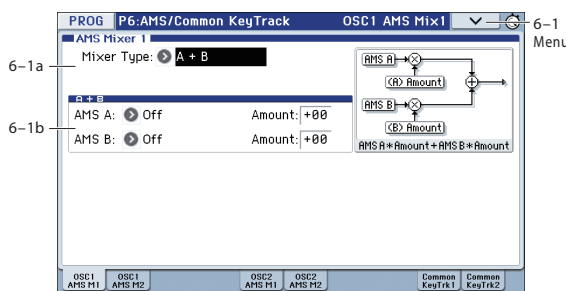 PROG P6:AMS/Common KeyTrack OSC1 AMS Mix1
6–1
Menu
AMS Mixer 1
6–1a
Mixer Type: A + B
AMS A
(A) Amount
AMS B
(B) Amount
AMS A*Amount+AMS B*Amount
A + B
6–1b
AMS A: Off Amount: +00
AMS B: Off Amount: +00
OSC1 AMS M1
OSC1 AMS M2
OSC2 AMS M1
OSC2 AMS M2
Common KeyTrk1
Common KeyTrk2